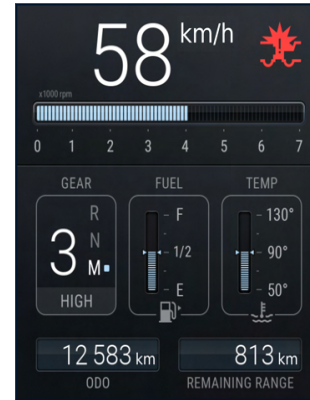 58 km/h
x1000 rpm
0 1 2 3 4 5 6 7
GEAR
R
N
3 M
HIGH
FUEL
F
1/2
E
TEMP
130°
90°
50°
12 583 km
ODO
813 km
REMAINING RANGE